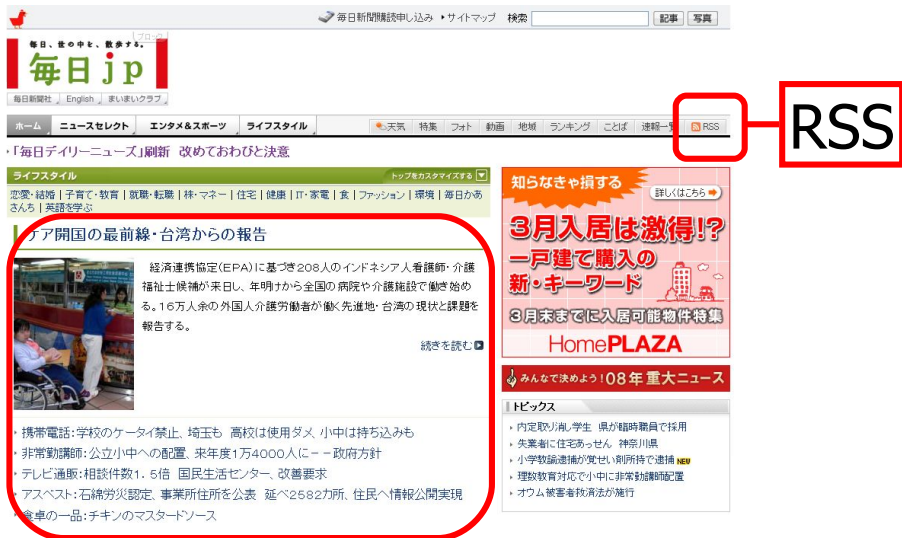 毎日新聞購読申し込み ▸サイトマップ 検索 記事 写真
[ブロック]
毎日、世の中と、散歩する。
毎日jp
毎日新聞社 English まいまいクラブ
ホーム ニュースセレクト エンタメ&スポーツ ライフスタイル 天気 特集 フォト 動画 地域 ランキング ことば 速報一覧 RSS
RSS
「毎日デイリーニューズ」刷新 改めておわびと決意
ライフスタイル トップをカスタマイズする
恋愛・結婚 | 子育て・教育 | 就職・転職 | 株・マネー | 住宅 | 健康 | IT・家電 | 食 | ファッション | 環境 | 毎日かあ
さんち | 英語を学ぶ
ケア開国の最前線・台湾からの報告
経済連携協定(EPA)に基づき208人のインドネシア人看護師・介護
福祉士候補が来日し、年明けから全国の病院や介護施設で働き始め
る。16万人余の外国人介護労働者が働く先進地・台湾の現状と課題を
報告する。
続きを読む
携帯電話:学校のケータイ禁止、埼玉も 高校は使用ダメ、小中は持ち込みも
非常勤講師:公立小中への配置、来年度1万4000人に−−政府方針
テレビ通販:相談件数1.5倍 国民生活センター、改善要求
アスベスト:石綿労災認定、事業所住所を公表 延べ2582カ所、住民へ情報公開実現
食卓の一品:チキンのマスタードソース
知らなきゃ損する
詳しくはこちら
3月入居は激得!?
一戸建て購入の
新・キーワード
3月末までに入居可能物件特集
HomePLAZA
みんなで決めよう!08年重大ニュース
トピックス
内定取り消し学生 県が臨時職員で採用
失業者に住宅あっせん 神奈川県
小学教諭逮捕が覚せい剤所持で逮捕 NEW
理数教育対応で小中に非常勤講師配置
オウム被害者救済法が施行